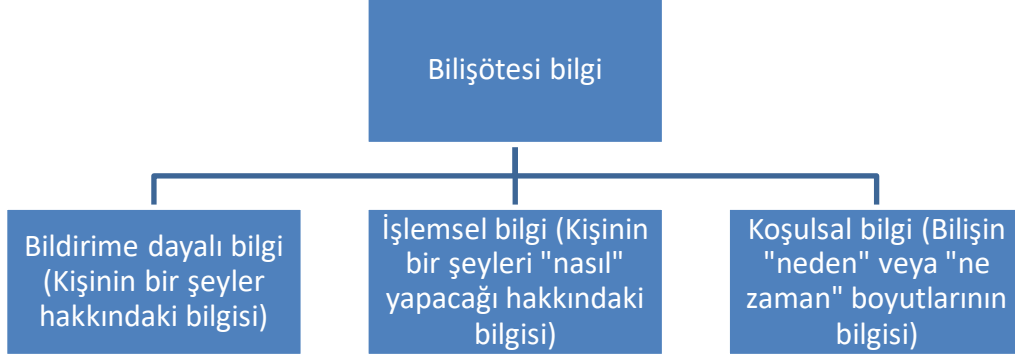 Bilişötesi bilgi
Bildirime dayalı bilgi
(Kişinin bir şeyler
hakkındaki bilgisi)
İşlemsel bilgi (Kişinin
bir şeyleri "nasıl"
yapacağı hakkındaki
bilgisi)
Koşulsal bilgi (Bilişin
"neden" veya "ne
zaman" boyutlarının
bilgisi)